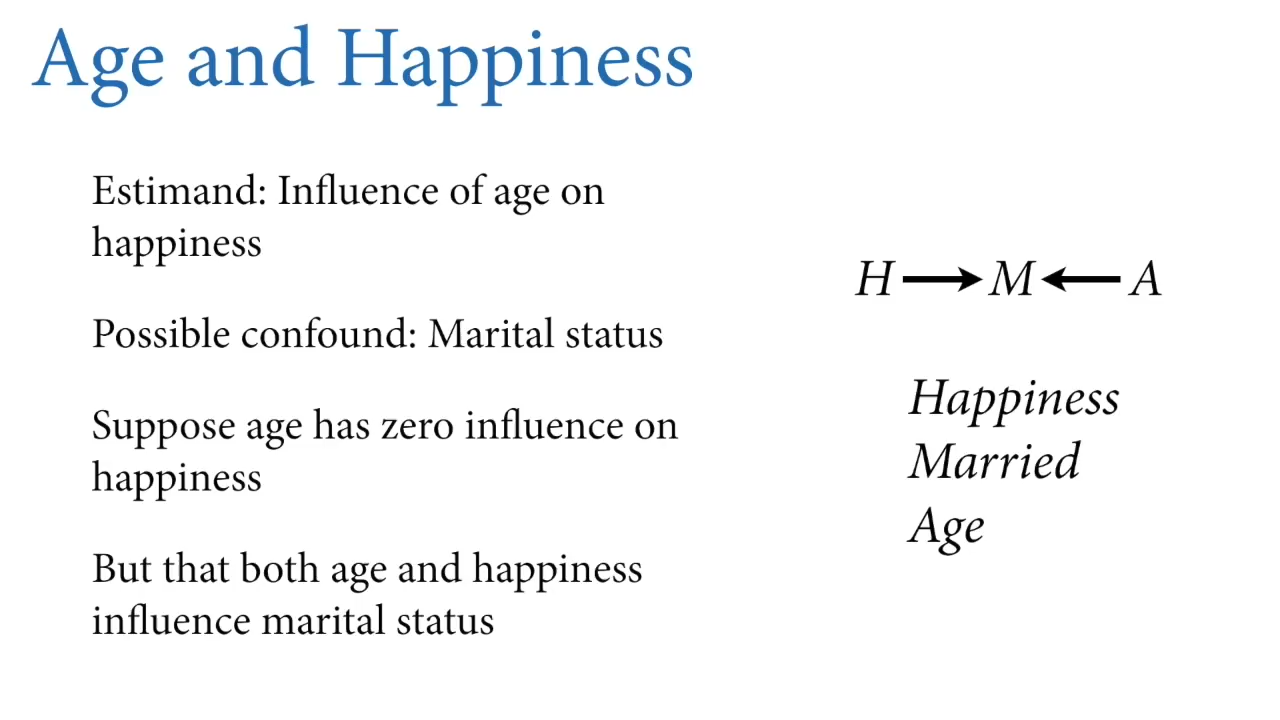 Age and Happiness
Estimand: Influence of age on
happiness
Possible confound: Marital status
Suppose age has zero influence on
happiness
But that both age and happiness
influence marital status
H M A
Happiness
Married
Age